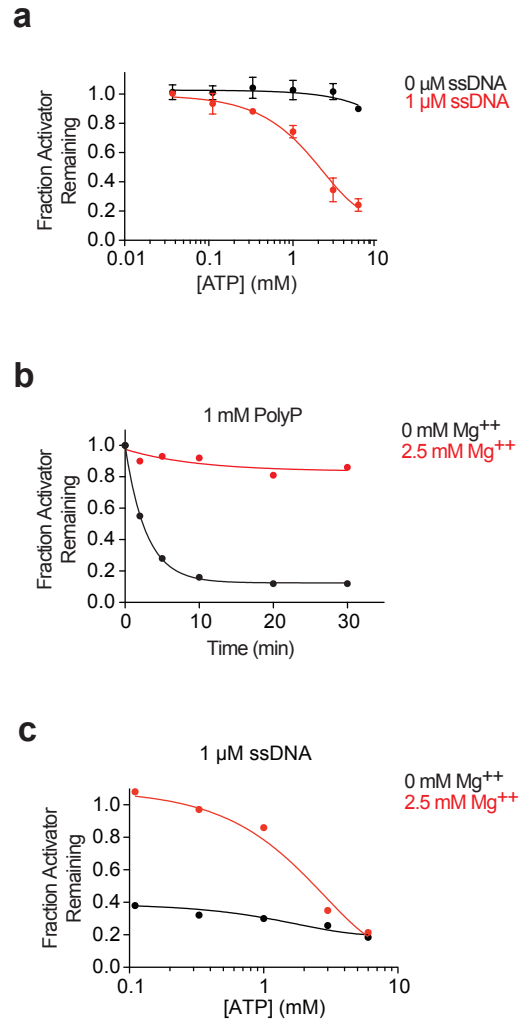 a
0 µM ssDNA
1 µM ssDNA
Fraction Activator
Remaining
1.0
0.8
0.6
0.4
0.2
0.0
0.01
0.1
1
10
[ATP] (mM)
b
1 mM PolyP
0 mM Mg++
2.5 mM Mg++
Fraction Activator
Remaining
1.0
0.8
0.6
0.4
0.2
0.0
0
10
20
30
Time (min)
c
1 µM ssDNA
0 mM Mg++
2.5 mM Mg++
Fraction Activator
Remaining
1.0
0.8
0.6
0.4
0.2
0.0
0.1
1
10
[ATP] (mM)